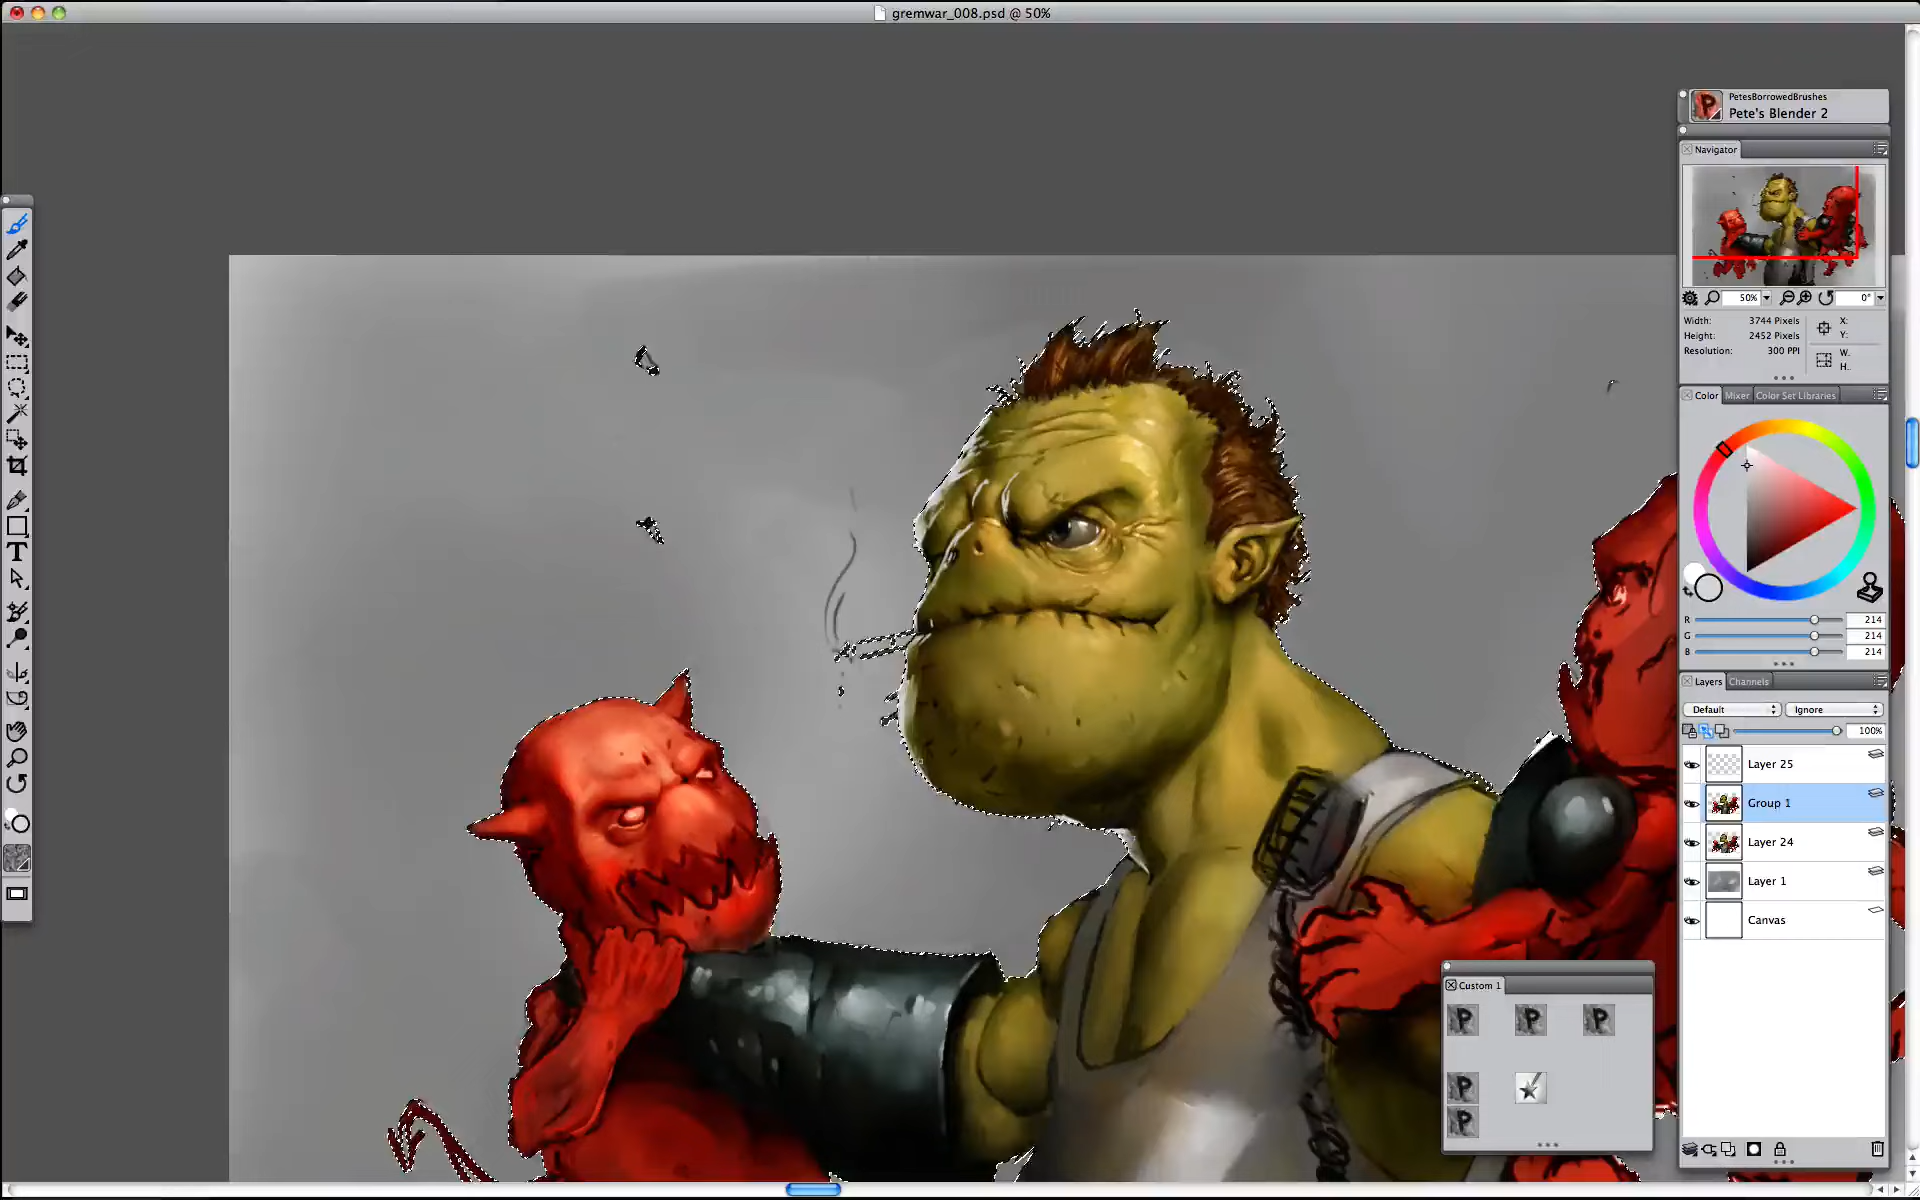 gremwar_008.psd @ 50%
PetesBorrowedBrushes
Pete's Blender 2
Navigator
50%
0°
Width: 3744 Pixels
Height: 2452 Pixels
Resolution: 300 PPI
X:
Y:
W.
H..
Color Mixer Color Set Libraries
R 214
G 214
B 214
Layers Channels
Default Ignore
100%
Layer 25
Group 1
Layer 24
Layer 1
Canvas
Custom 1
P P P
P
P
T